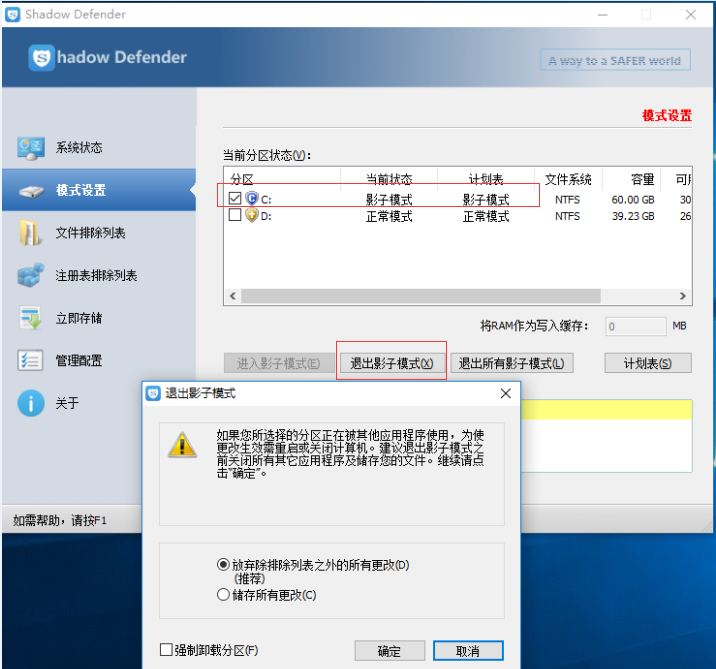 Shadow Defender
Shadow Defender
A way to a SAFER world
模式设置
系统状态
模式设置
文件排除列表
注册表排除列表
立即存储
管理配置
关于
当前分区状态(V):
分区 当前状态 计划表 文件系统 容量
C: 影子模式 影子模式 NTFS 60.00 GB 30
D: 正常模式 正常模式 NTFS 39.23 GB 26
将RAM作为写入缓存: 0 MB
进入影子模式(E) 退出影子模式(X) 退出所有影子模式(L) 计划表(S)
退出影子模式
如果您所选择的分区正在被其他应用程序使用，为使
更改生效需重启或关闭计算机。建议退出影子模式之
前关闭所有其它应用程序及储存您的文件。继续请点
击“确定”。
放弃除排除列表之外的所有更改(D)
(推荐)
储存所有更改(C)
强制卸载分区(F) 确定 取消
如需帮助，请按F1